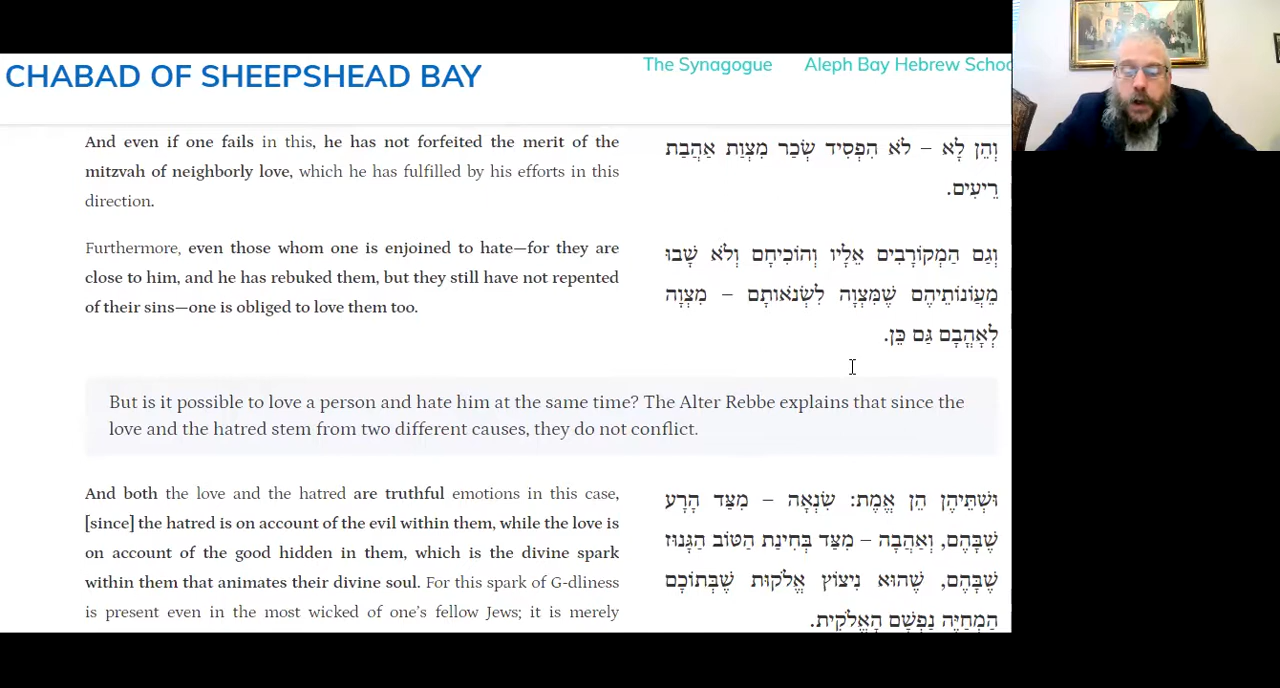 CHABAD OF SHEEPSHEAD BAY
The Synagogue Aleph Bay Hebrew Schoo
And even if one fails in this, he has not forfeited the merit of the
mitzvah of neighborly love, which he has fulfilled by his efforts in this
direction.
וְהֵן לָא – לֹא הִפְסִיד שְׂכַר מִצְוַת אַהֲבַת
רֵיעִים.
Furthermore, even those whom one is enjoined to hate—for they are
close to him, and he has rebuked them, but they still have not repented
of their sins—one is obliged to love them too.
וְגַם הַמְקוֹרָבִים אֵלָיו וְהוֹכִיחָם וְלֹא שָׁבוּ
מֵעֲוֹנוֹתֵיהֶם שֶׁמִּצְוָה לִשְׂנֹאותָם – מִצְוָה
לְאָהֳבָם גַּם כֵּן.
But is it possible to love a person and hate him at the same time? The Alter Rebbe explains that since the
love and the hatred stem from two different causes, they do not conflict.
And both the love and the hatred are truthful emotions in this case,
[since] the hatred is on account of the evil within them, while the love is
on account of the good hidden in them, which is the divine spark
within them that animates their divine soul. For this spark of G-dliness
is present even in the most wicked of one's fellow Jews; it is merely
וּשְׁתֵּיהֶן הֵן אֱמֶת: שִׂנְאָה – מִצַּד הָרָע
שֶׁבָּהֶם, וְאַהֲבָה – מִצַּד בְּחִינַת הַטּוֹב הַגָּנוּז
שֶׁבָּהֶם, שֶׁהוּא נִיצוֹץ אֱלֹקוּת שֶׁבְּתוֹכָם
הַמְחַיֶּה נַפְשָׁם הָאֱלֹקִית.